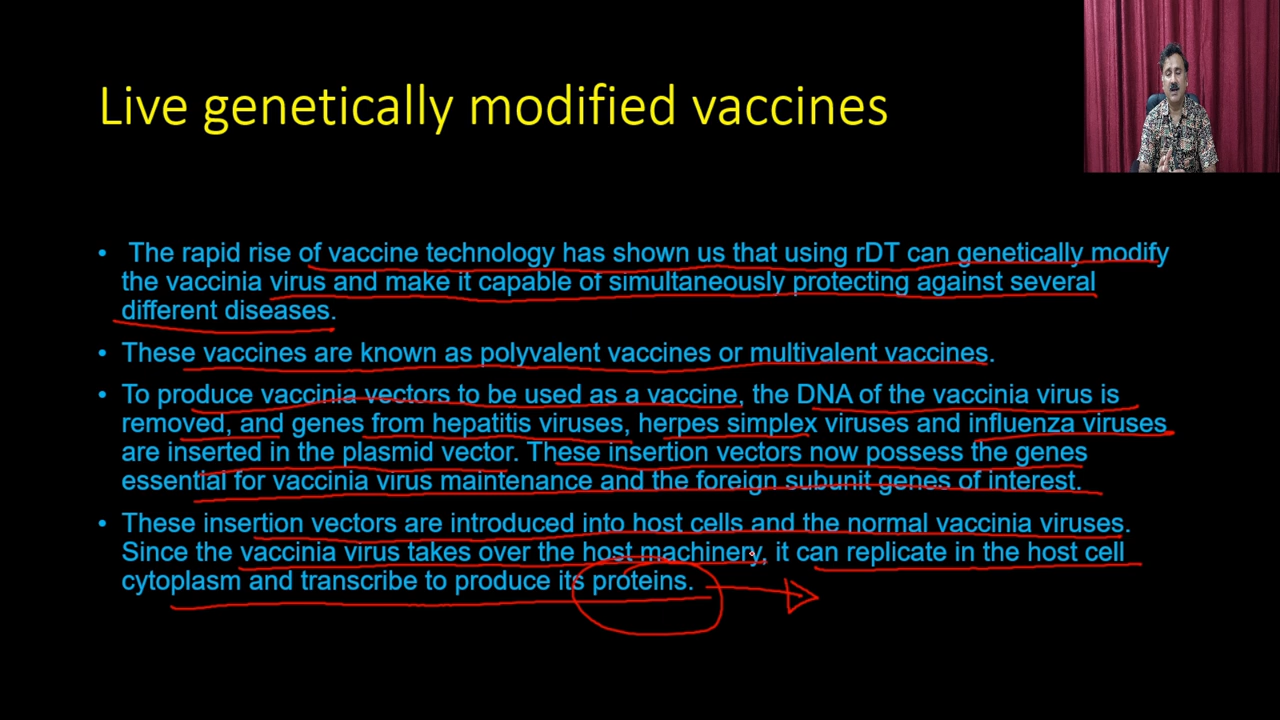 Live genetically modified vaccines
• The rapid rise of vaccine technology has shown us that using rDT can genetically modify
the vaccinia virus and make it capable of simultaneously protecting against several
different diseases.
• These vaccines are known as polyvalent vaccines or multivalent vaccines.
• To produce vaccinia vectors to be used as a vaccine, the DNA of the vaccinia virus is
removed, and genes from hepatitis viruses, herpes simplex viruses and influenza viruses
are inserted in the plasmid vector. These insertion vectors now possess the genes
essential for vaccinia virus maintenance and the foreign subunit genes of interest.
• These insertion vectors are introduced into host cells and the normal vaccinia viruses.
Since the vaccinia virus takes over the host machinery, it can replicate in the host cell
cytoplasm and transcribe to produce its proteins.